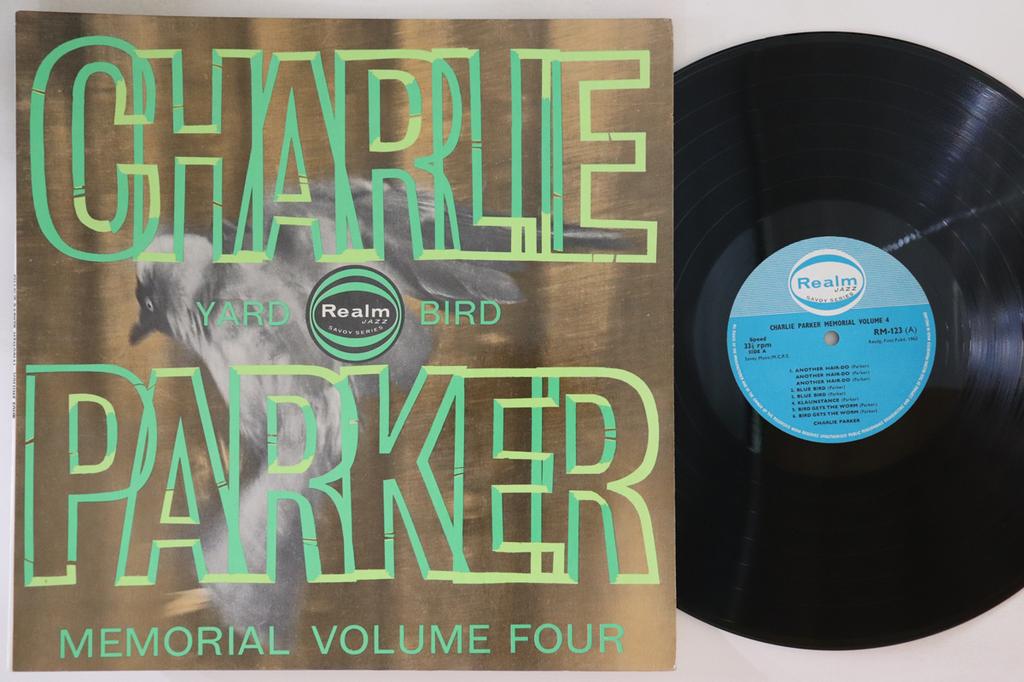 CHARLIE
YARD BIRD
Realm
JAZZ
SAVOY SERIES
PARKER
MEMORIAL VOLUME FOUR
Realm
JAZZ
SAVOY SERIES
CHARLIE PARKER MEMORIAL VOLUME 4
Speed
33⅓ rpm
SIDE A
RM-123 (A)
1. ANOTHER HAIR-DO (Parker)
ANOTHER HAIR-DO (Parker)
ANOTHER HAIR-DO (Parker)
2. BLUE BIRD (Parker)
3. BLUE BIRD (Parker)
4. KLAUNSTANCE (Parker)
5. BIRD GETS THE WORM (Parker)
6. BIRD GETS THE WORM (Parker)
CHARLIE PARKER